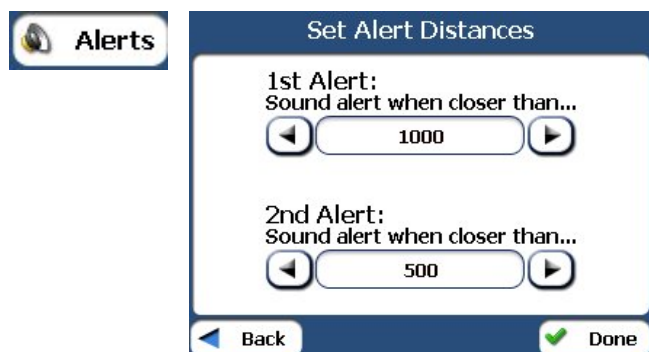 Alerts
Set Alert Distances
1st Alert:
Sound alert when closer than...
1000
2nd Alert:
Sound alert when closer than...
500
Back
Done